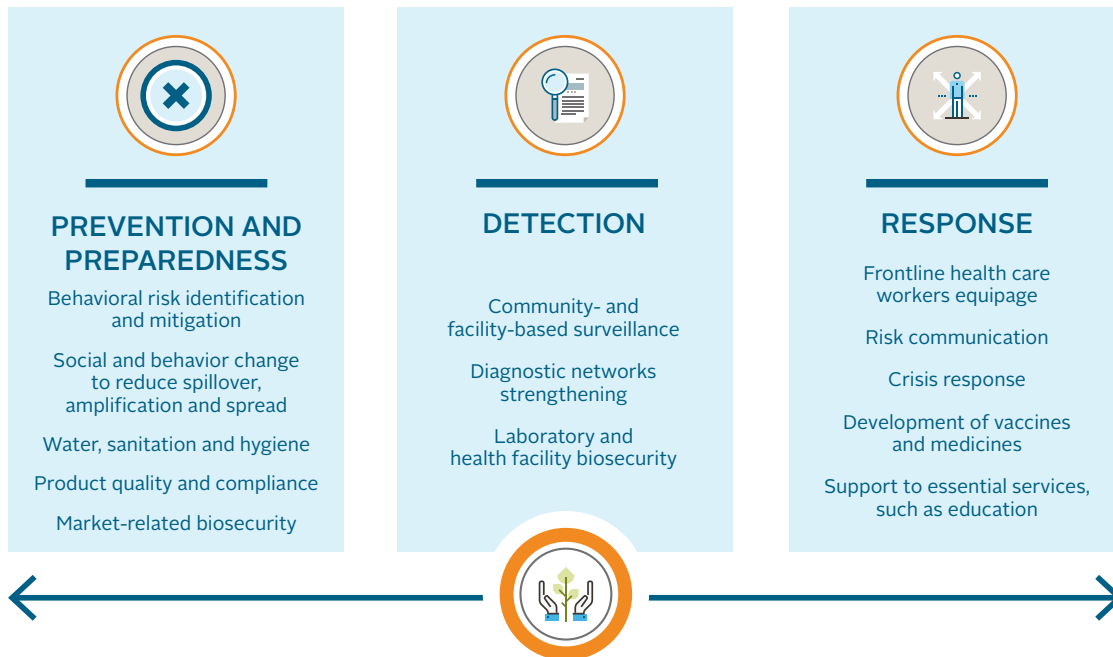 PREVENTION AND
PREPAREDNESS
Behavioral risk identification
and mitigation
Social and behavior change
to reduce spillover,
amplification and spread
Water, sanitation and hygiene
Product quality and compliance
Market-related biosecurity
DETECTION
Community- and
facility-based surveillance
Diagnostic networks
strengthening
Laboratory and
health facility biosecurity
RESPONSE
Frontline health care
workers equipage
Risk communication
Crisis response
Development of vaccines
and medicines
Support to essential services,
such as education